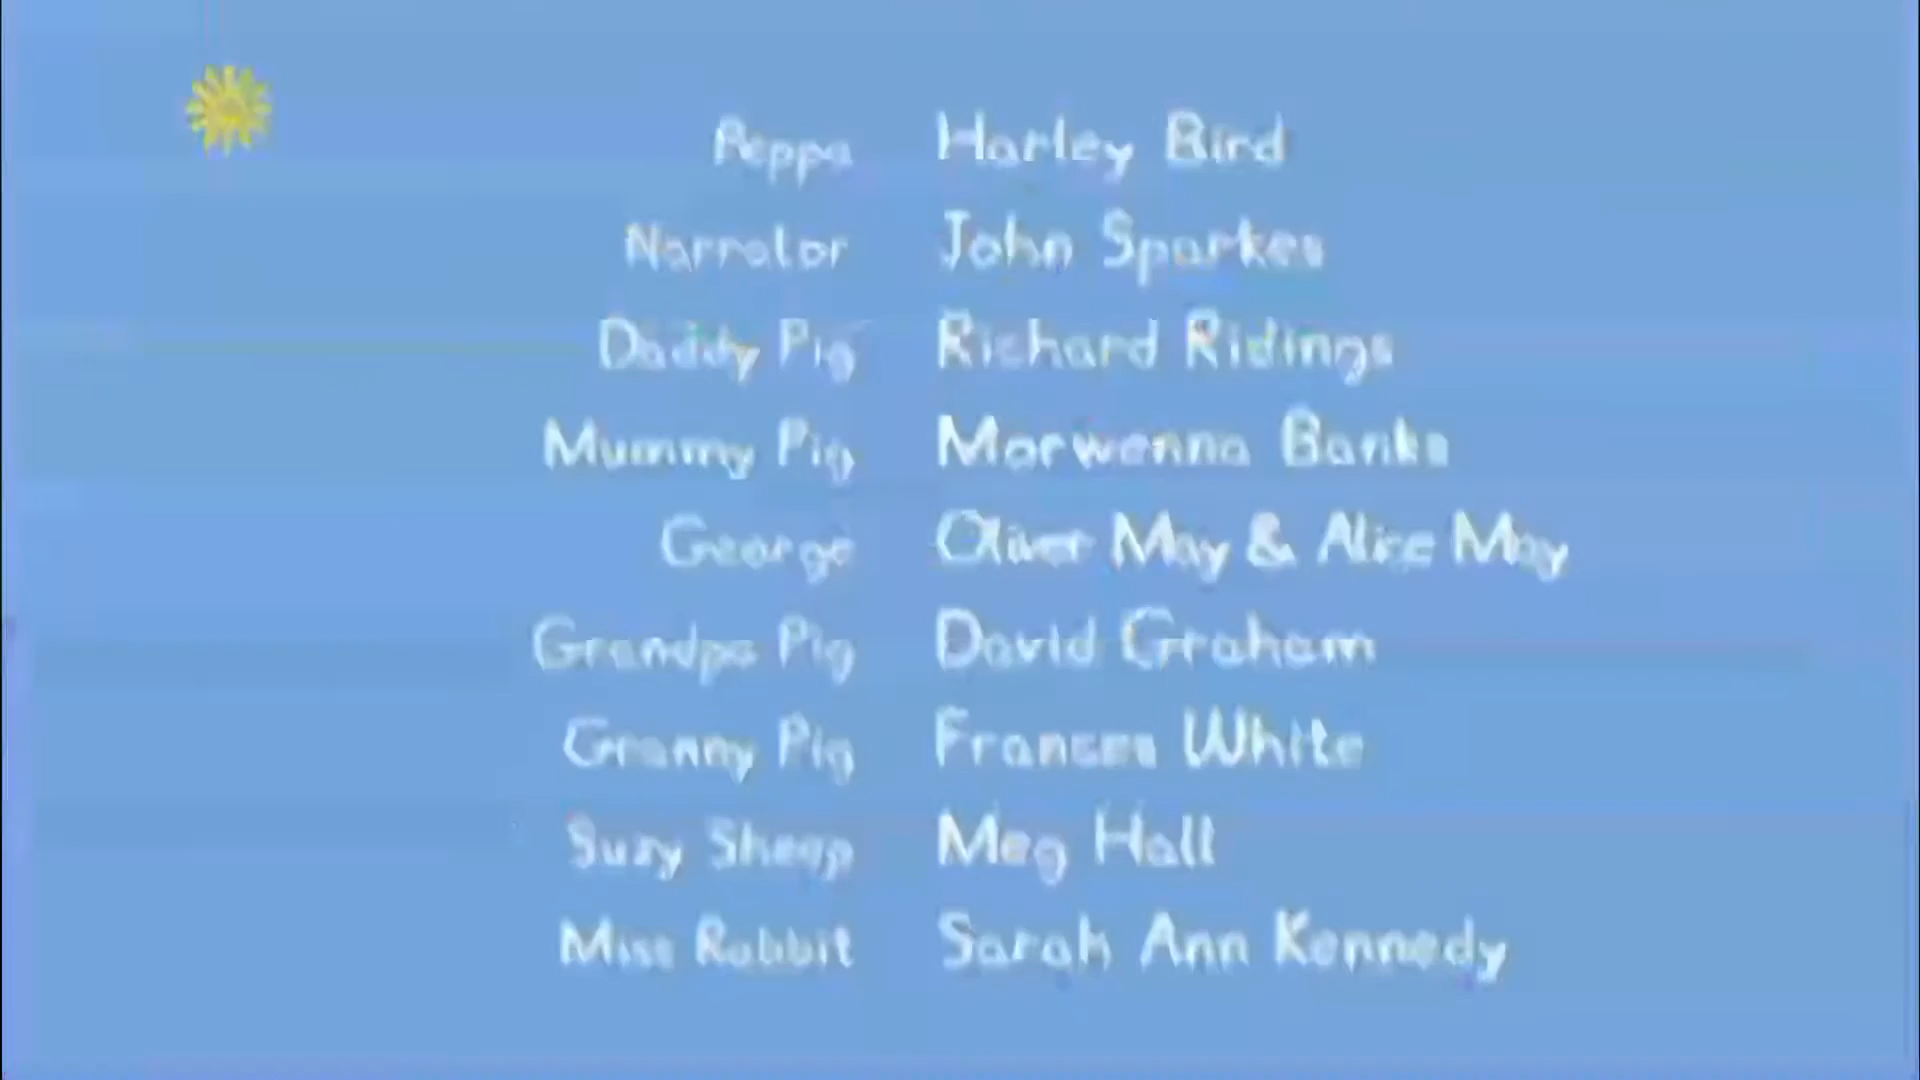 Peppa Harley Bird
Narrator John Sparkes
Daddy Pig Richard Ridings
Mummy Pig Morwenna Banks
George Oliver May & Alice May
Grandpa Pig David Graham
Granny Pig Frances White
Suzy Sheep Meg Hall
Miss Rabbit Sarah Ann Kennedy